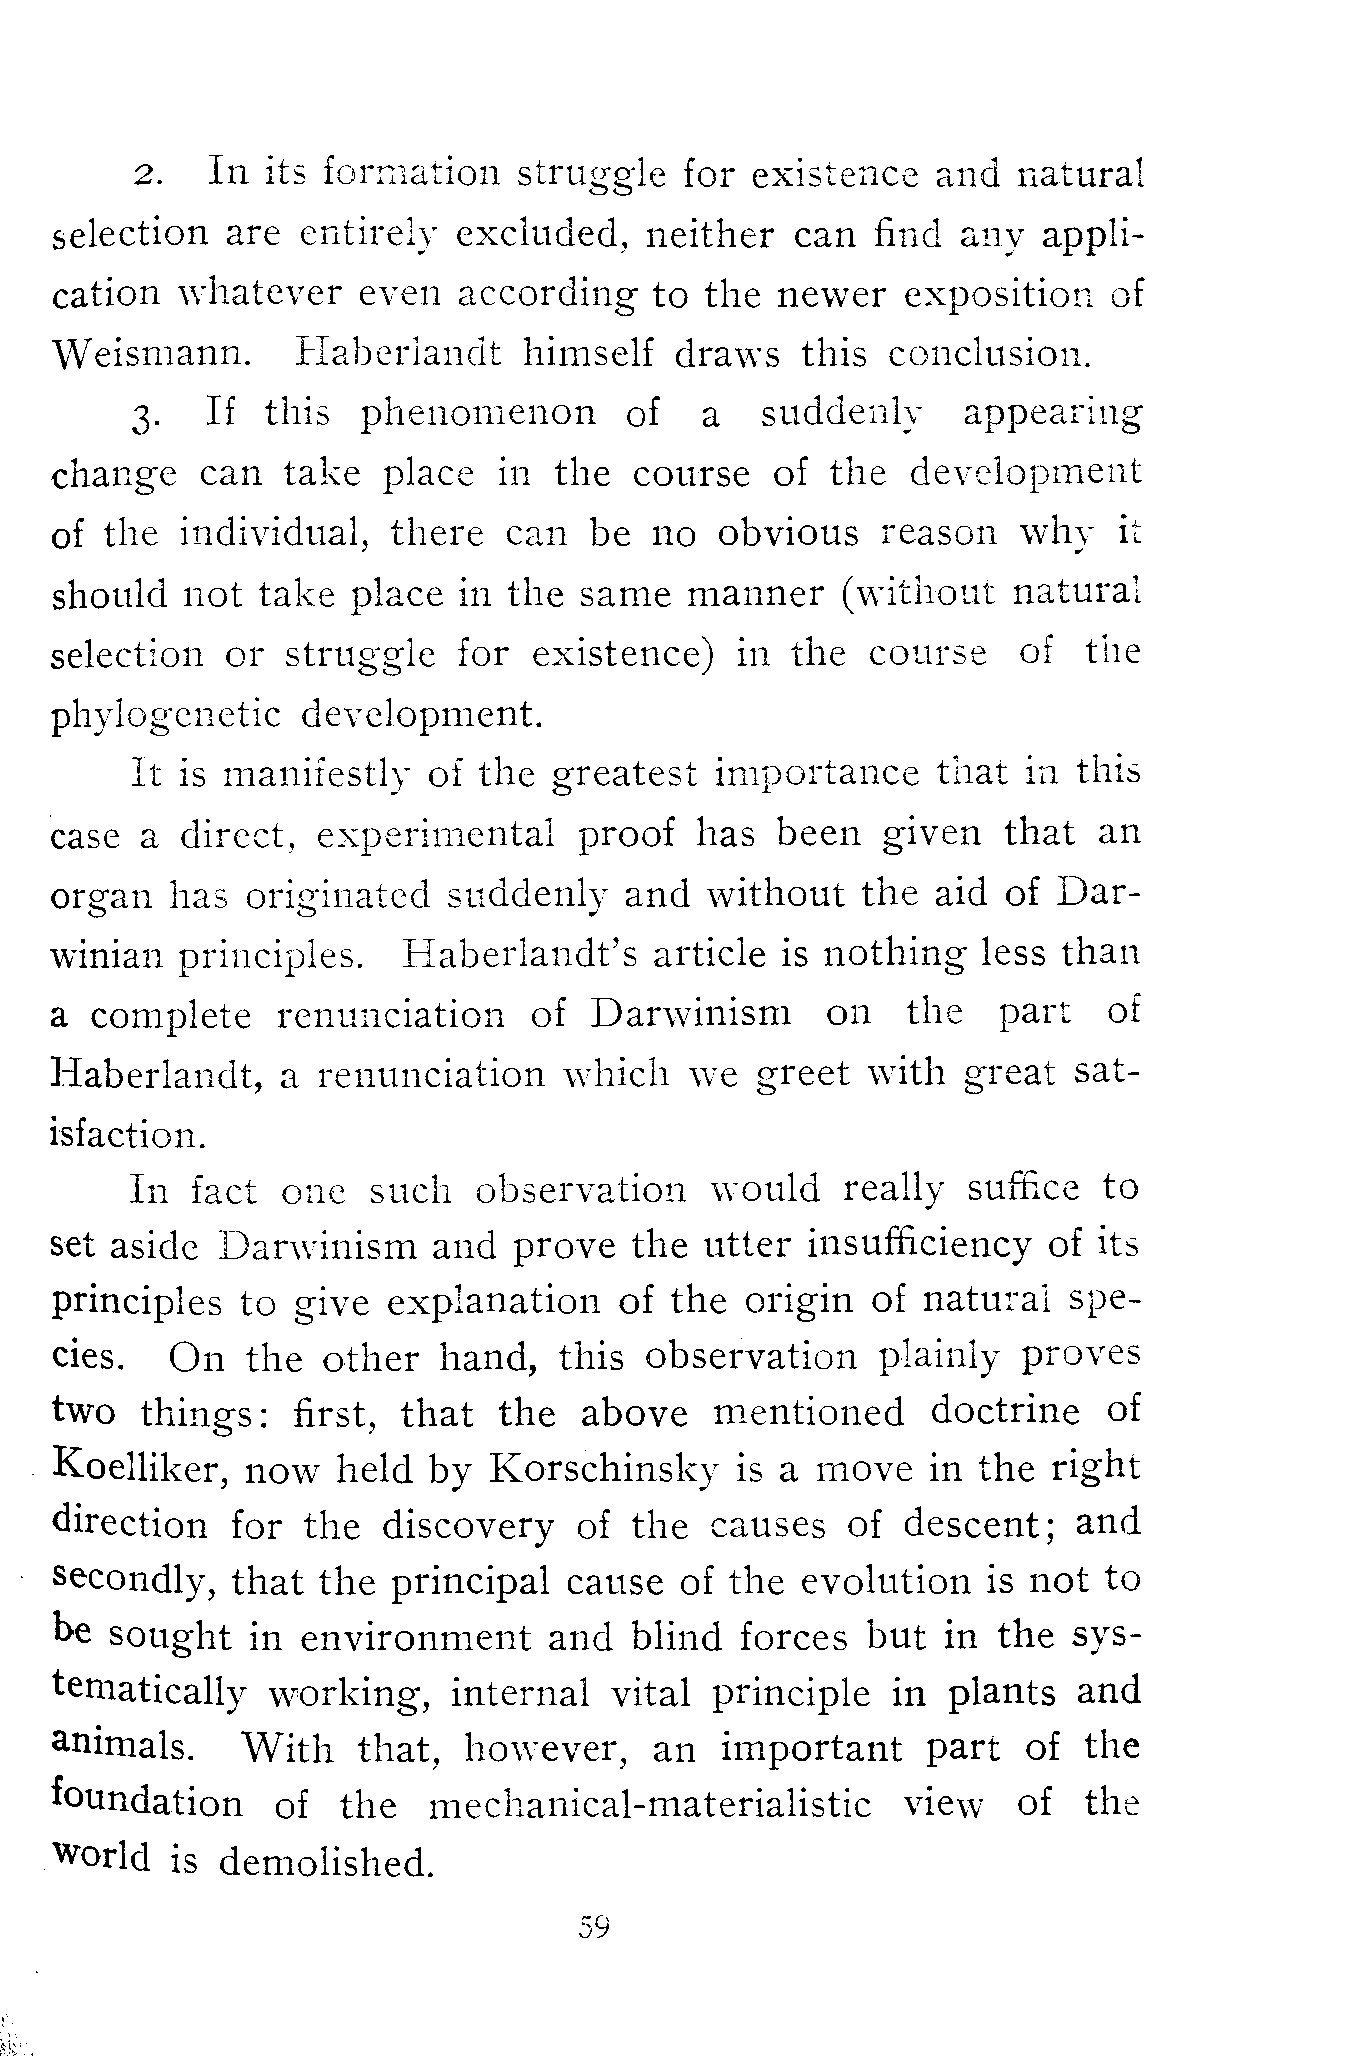 2. In its formation struggle for existence and natural
selection are entirely excluded, neither can find any appli-
cation whatever even according to the newer exposition of
Weismann. Haberlandt himself draws this conclusion.
3. If this phenomenon of a suddenly appearing
change can take place in the course of the development
of the individual, there can be no obvious reason why it
should not take place in the same manner (without natural
selection or struggle for existence) in the course of the
phylogenetic development.
It is manifestly of the greatest importance that in this
case a direct, experimental proof has been given that an
organ has originated suddenly and without the aid of Dar-
winian principles. Haberlandt's article is nothing less than
a complete renunciation of Darwinism on the part of
Haberlandt, a renunciation which we greet with great sat-
isfaction.
In fact one such observation would really suffice to
set aside Darwinism and prove the utter insufficiency of its
principles to give explanation of the origin of natural spe-
cies. On the other hand, this observation plainly proves
two things: first, that the above mentioned doctrine of
Koelliker, now held by Korschinsky is a move in the right
direction for the discovery of the causes of descent; and
secondly, that the principal cause of the evolution is not to
be sought in environment and blind forces but in the sys-
tematically working, internal vital principle in plants and
animals. With that, however, an important part of the
foundation of the mechanical-materialistic view of the
world is demolished.
59